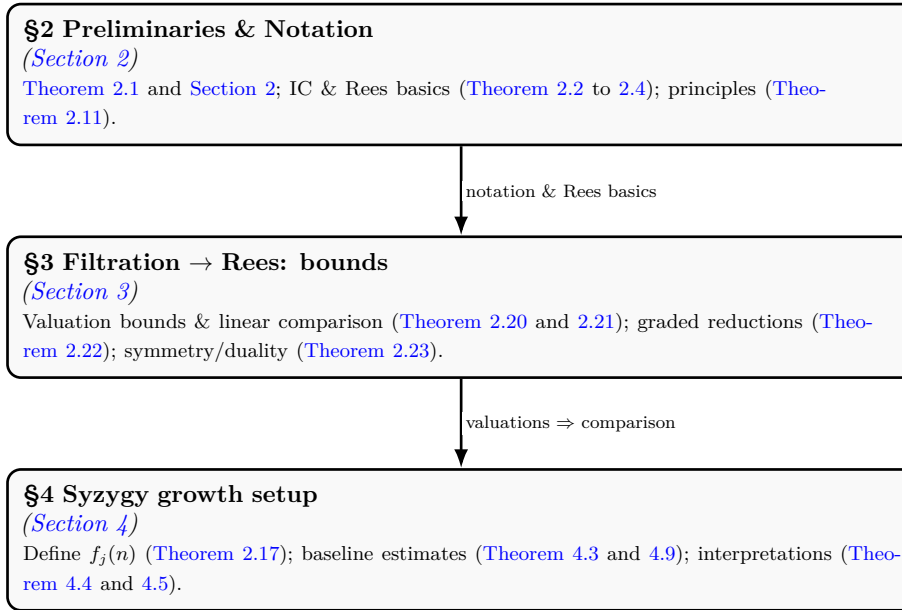 §2 Preliminaries & Notation
(Section 2)
Theorem 2.1 and Section 2; IC & Rees basics (Theorem 2.2 to 2.4); principles (Theo-
rem 2.11).
notation & Rees basics
§3 Filtration → Rees: bounds
(Section 3)
Valuation bounds & linear comparison (Theorem 2.20 and 2.21); graded reductions (Theo-
rem 2.22); symmetry/duality (Theorem 2.23).
valuations ⇒ comparison
§4 Syzygy growth setup
(Section 4)
Define f_j(n) (Theorem 2.17); baseline estimates (Theorem 4.3 and 4.9); interpretations (Theo-
rem 4.4 and 4.5).